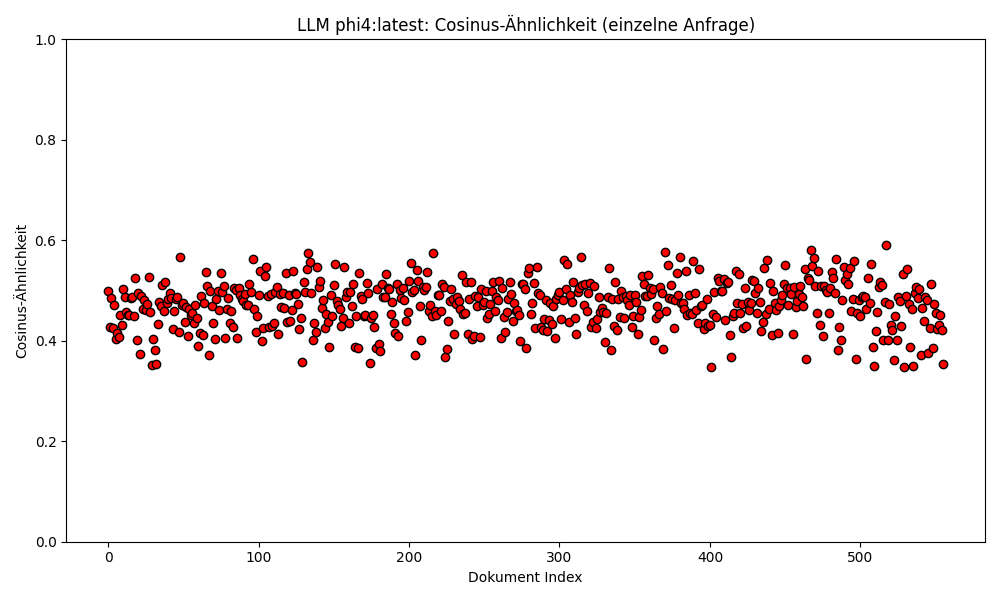 LLM phi4:latest: Cosinus-Ähnlichkeit (einzelne Anfrage)
1.0
0.8
0.6
0.4
0.2
0.0
Cosinus-Ähnlichkeit
0 100 200 300 400 500
Dokument Index